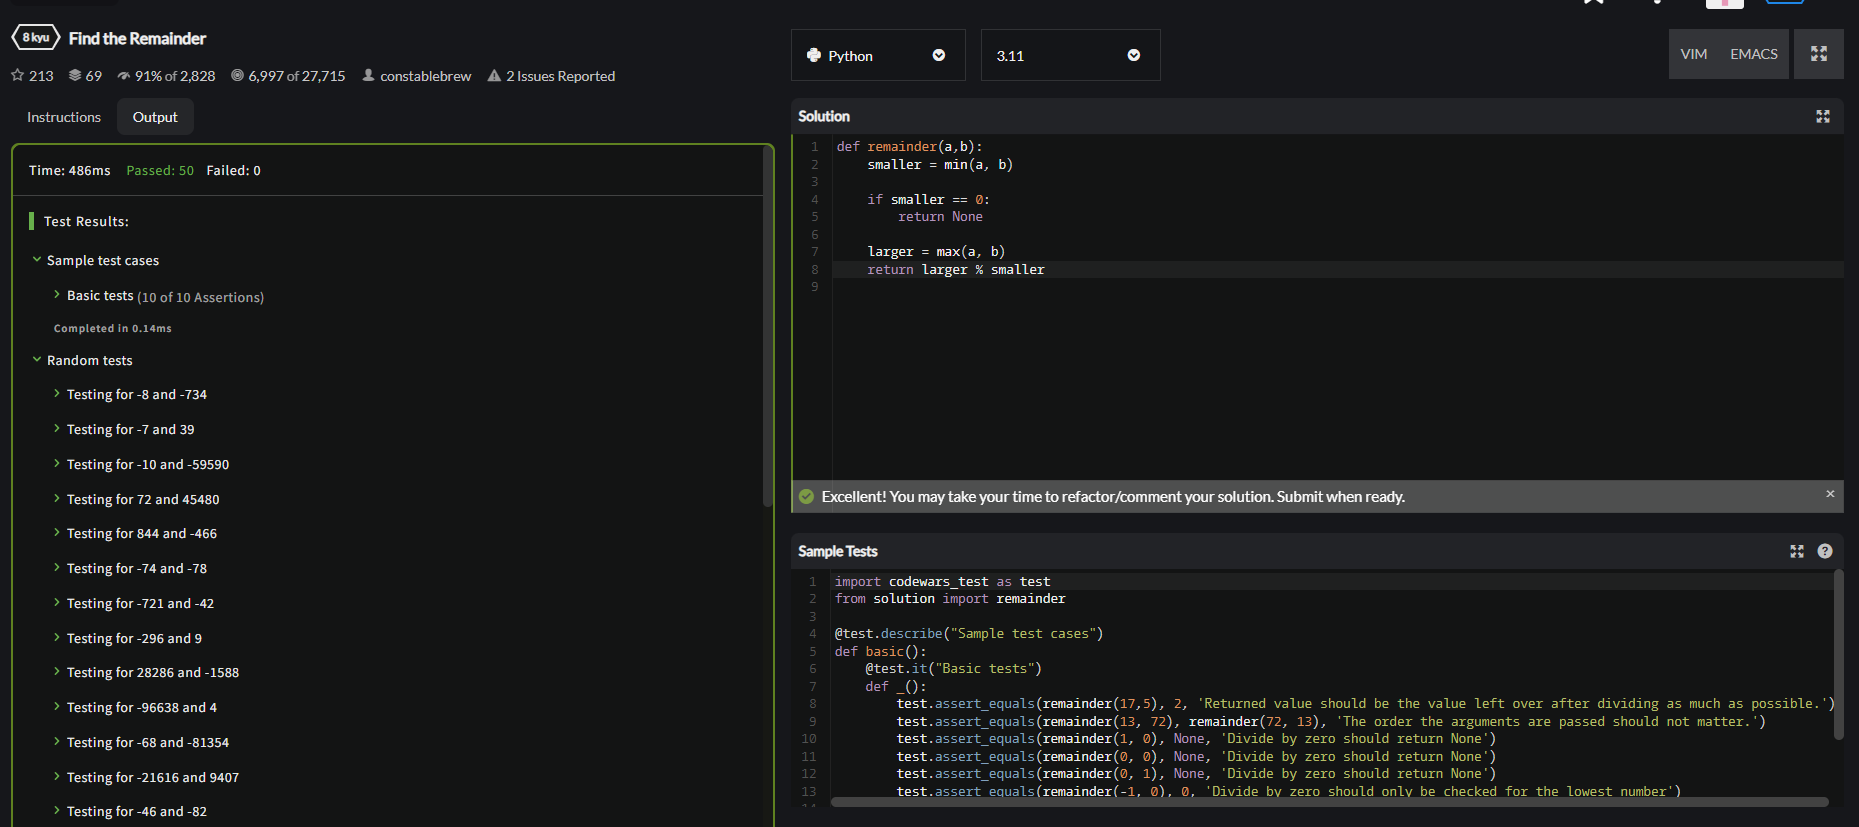 8 kyu Find the Remainder
213 69 91% of 2,828 6,997 of 27,715 constablebrew 2 Issues Reported
Instructions Output
Time: 486ms Passed: 50 Failed: 0
Test Results:
Sample test cases
Basic tests (10 of 10 Assertions)
Completed in 0.14ms
Random tests
Testing for -8 and -734
Testing for -7 and 39
Testing for -10 and -59590
Testing for 72 and 45480
Testing for 844 and -466
Testing for -74 and -78
Testing for -721 and -42
Testing for -296 and 9
Testing for 28286 and -1588
Testing for -96638 and 4
Testing for -68 and -81354
Testing for -21616 and 9407
Testing for -46 and -82
Python 3.11 VIM EMACS
Solution
1 def remainder(a,b):
2     smaller = min(a, b)
3
4     if smaller == 0:
5         return None
6
7     larger = max(a, b)
8     return larger % smaller
9
Excellent! You may take your time to refactor/comment your solution. Submit when ready. ×
Sample Tests ?
1 import codewars_test as test
2 from solution import remainder
3
4 @test.describe("Sample test cases")
5 def basic():
6     @test.it("Basic tests")
7     def _():
8         test.assert_equals(remainder(17,5), 2, 'Returned value should be the value left over after dividing as much as possible.')
9         test.assert_equals(remainder(13, 72), remainder(72, 13), 'The order the arguments are passed should not matter.')
10         test.assert_equals(remainder(1, 0), None, 'Divide by zero should return None')
11         test.assert_equals(remainder(0, 0), None, 'Divide by zero should return None')
12         test.assert_equals(remainder(0, 1), None, 'Divide by zero should return None')
13         test.assert_equals(remainder(-1, 0), 0, 'Divide by zero should only be checked for the lowest number')
14